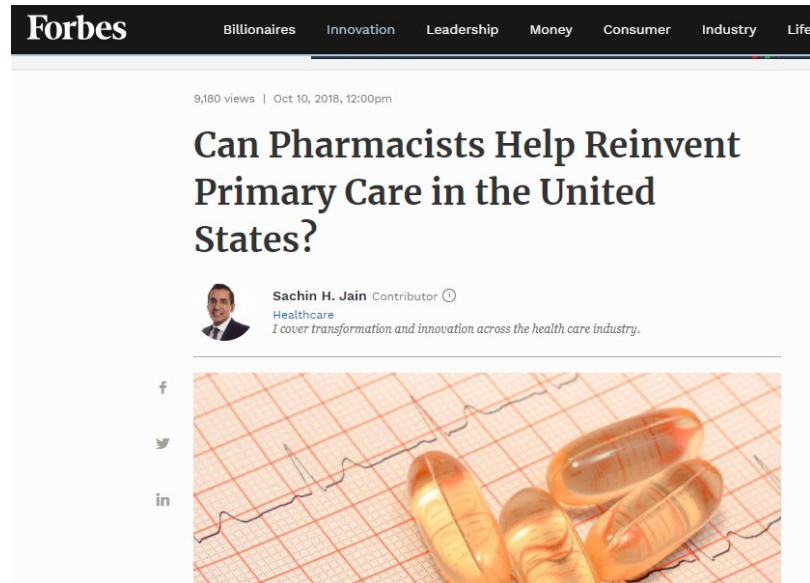 Forbes
Billionaires Innovation Leadership Money Consumer Industry Life
9,180 views | Oct 10, 2018, 12:00pm
Can Pharmacists Help Reinvent
Primary Care in the United
States?
Sachin H. Jain Contributor i
Healthcare
I cover transformation and innovation across the health care industry.
f
in